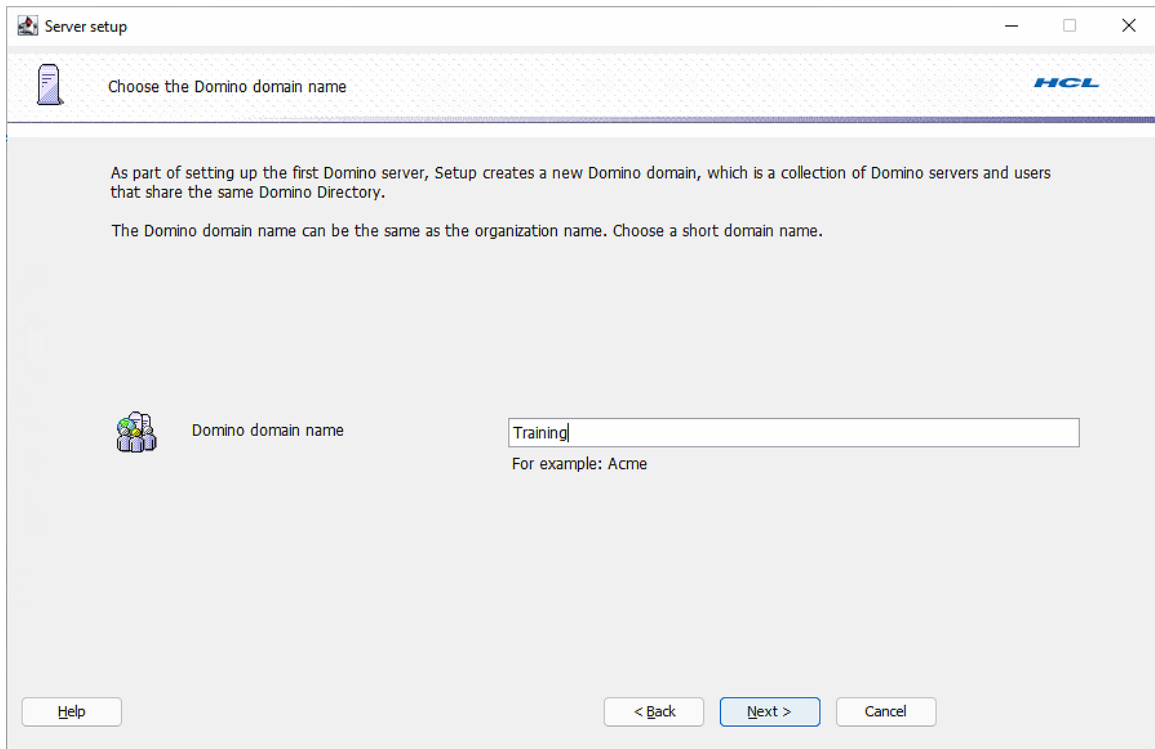 Server setup
Choose the Domino domain name
HCL
As part of setting up the first Domino server, Setup creates a new Domino domain, which is a collection of Domino servers and users
that share the same Domino Directory.
The Domino domain name can be the same as the organization name. Choose a short domain name.
Domino domain name
Training
For example: Acme
Help
< Back
Next >
Cancel